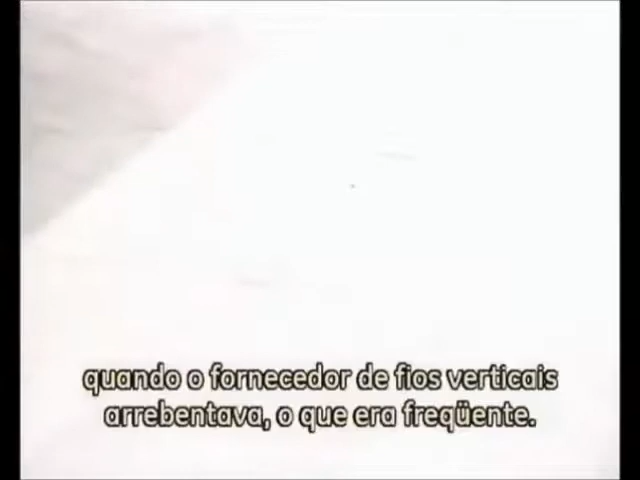 quando o fornecedor de fios verticais
arrebentava, o que era freqüente.